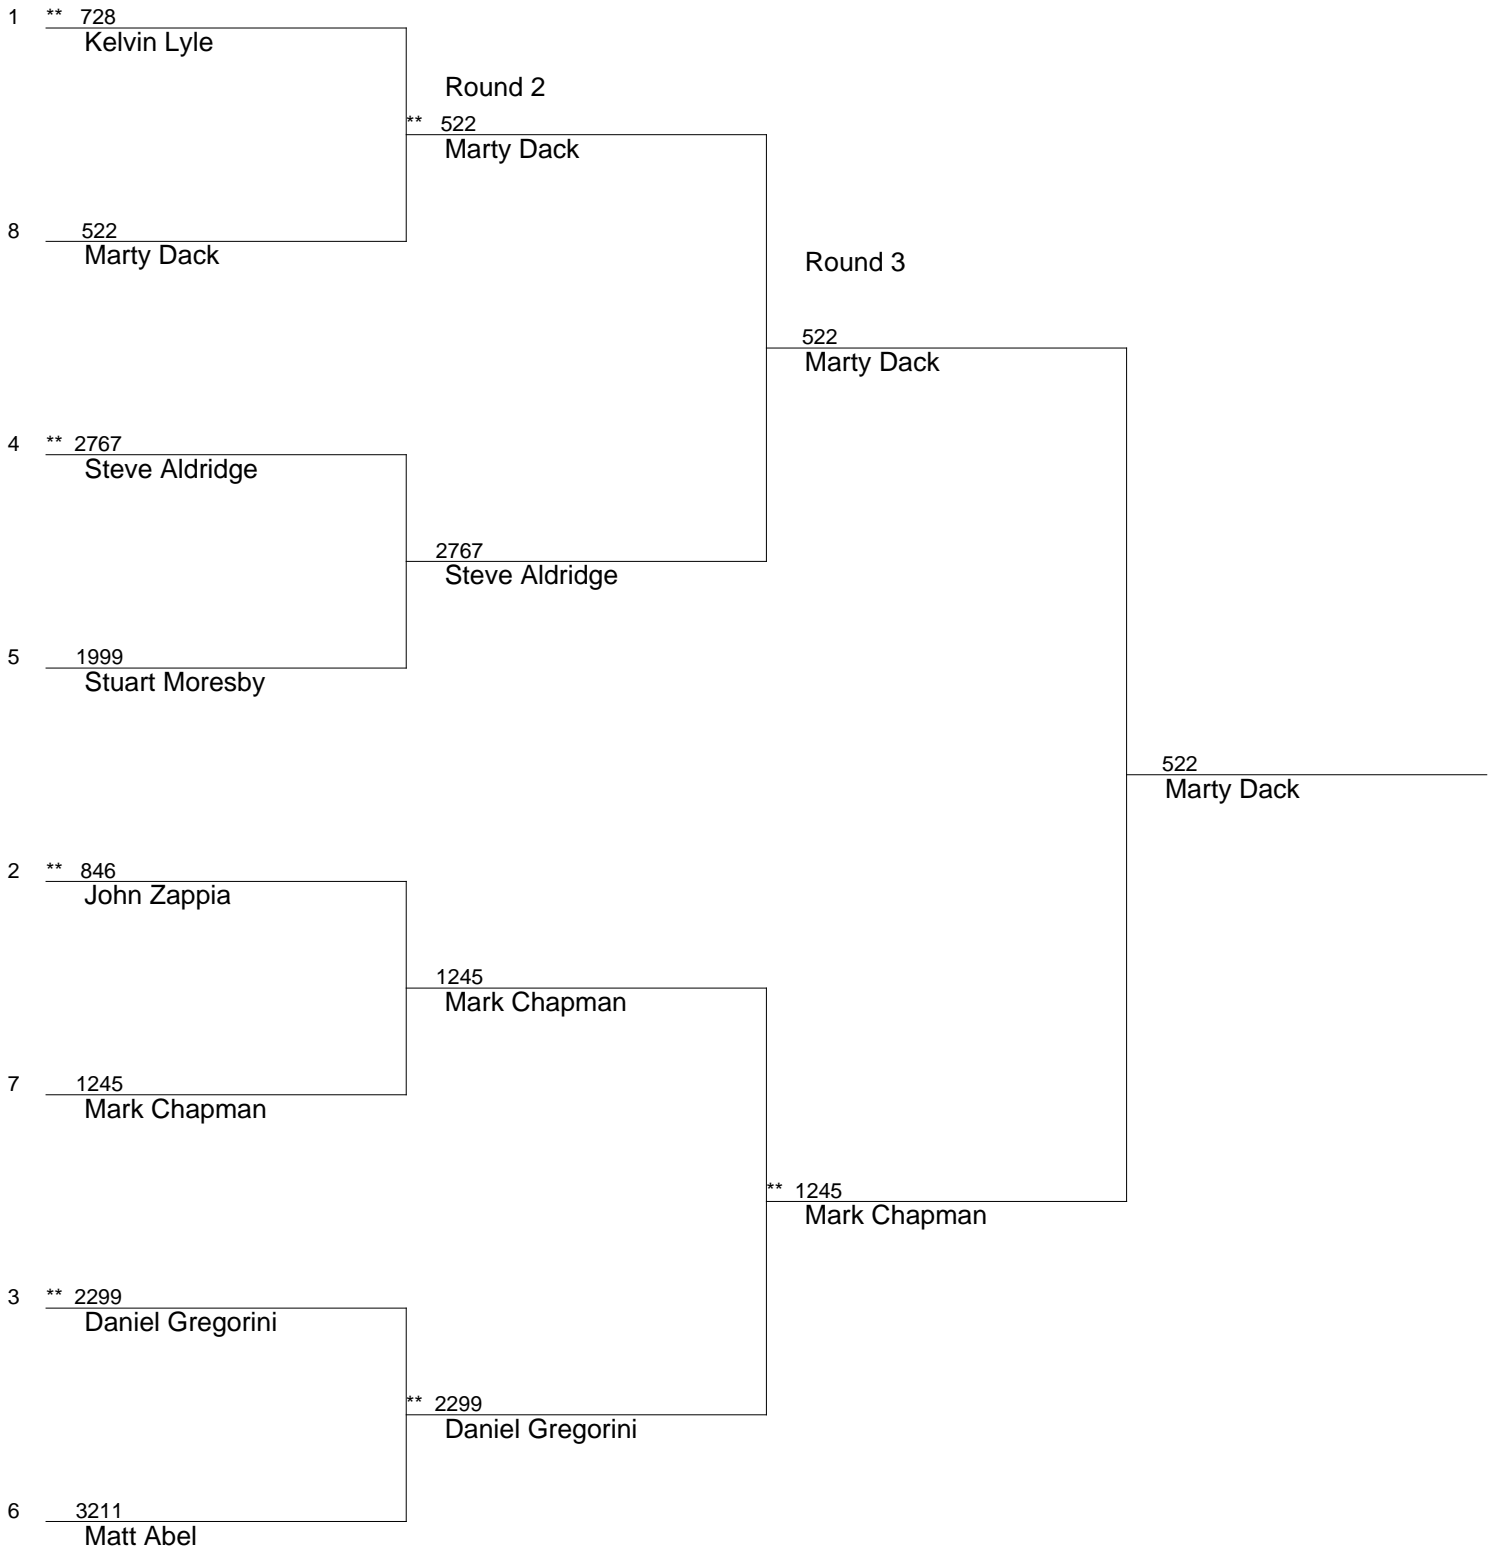 1 ** 728
Kelvin Lyle
Round 2
** 522
Marty Dack
8 522
Marty Dack
Round 3
522
Marty Dack
4 ** 2767
Steve Aldridge
2767
Steve Aldridge
5 1999
Stuart Moresby
522
Marty Dack
2 ** 846
John Zappia
1245
Mark Chapman
7 1245
Mark Chapman
** 1245
Mark Chapman
3 ** 2299
Daniel Gregorini
** 2299
Daniel Gregorini
6 3211
Matt Abel